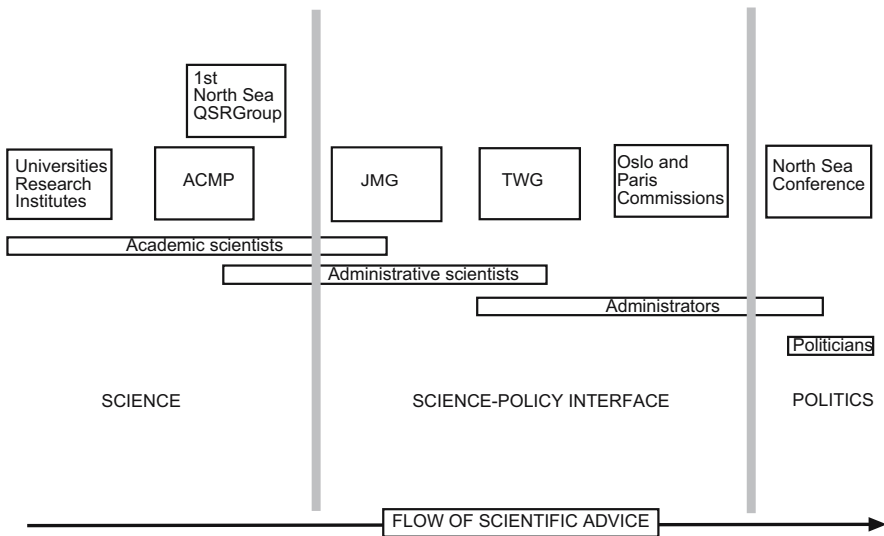 1st
North Sea
QSRGroup
Universities
Research
Institutes
ACMP
JMG
TWG
Oslo and
Paris
Commissions
North Sea
Conference
Academic scientists
Administrative scientists
Administrators
Politicians
SCIENCE
SCIENCE-POLICY INTERFACE
POLITICS
FLOW OF SCIENTIFIC ADVICE